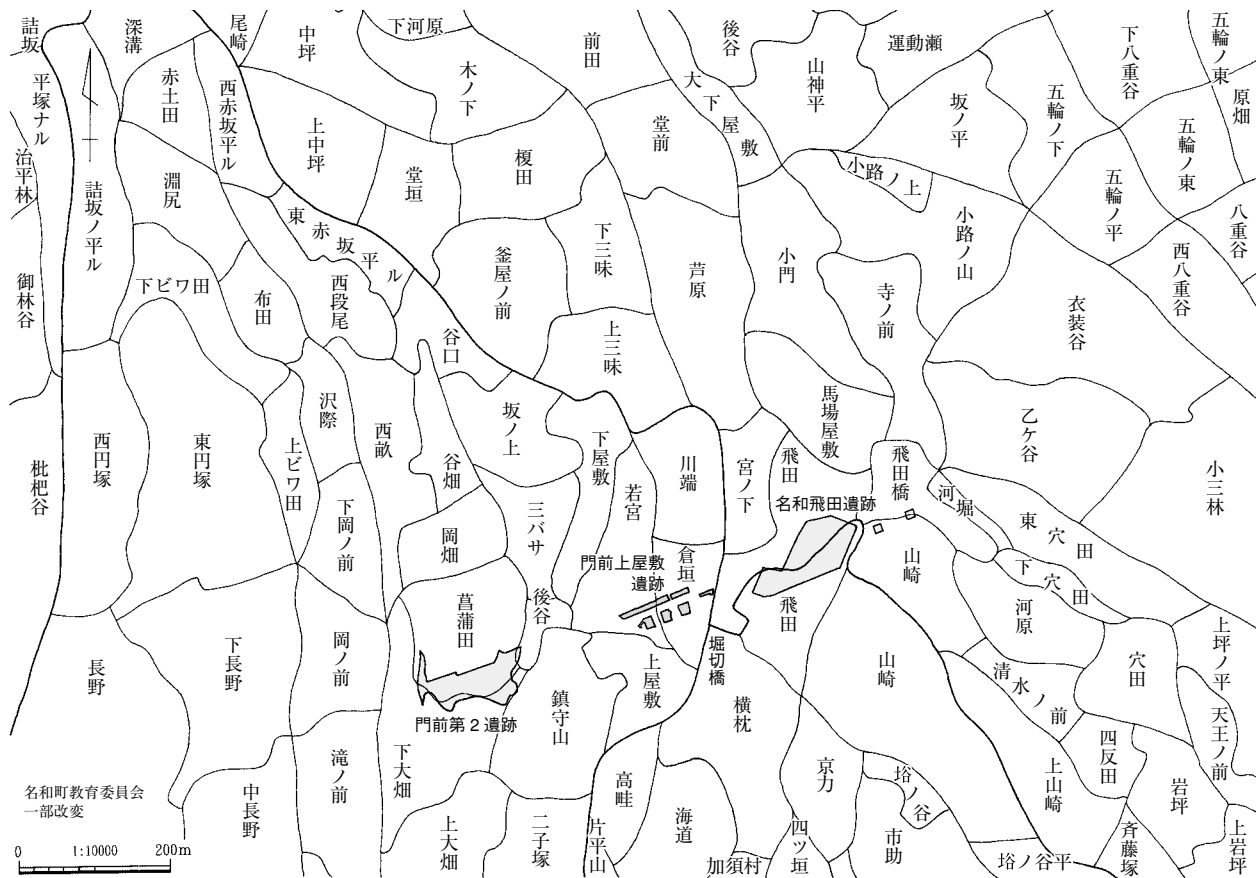 詰坂
深溝
尾崎
中坪
下河原
前田
後谷
運動瀬
下八重谷
五輪ノ東
平塚ナル
赤土田
西赤坂平ル
木ノ下
大下屋敷
山神平
坂ノ平
五輪ノ下
原畑
治平林
詰坂ノ平ル
淵尻
上中坪
堂垣
榎田
堂前
小路ノ上
五輪ノ平
五輪ノ東
東赤坂平ル
釜屋ノ前
下三味
芦原
小門
小路ノ山
八重谷
西八重谷
御林谷
下ビワ田
布田
西段尾
寺ノ前
衣装谷
谷口
上三味
沢際
坂ノ上
馬場屋敷
乙ケ谷
枇杷谷
西円塚
東円塚
上ビワ田
西畝
谷畑
下屋敷
川端
宮ノ下
飛田
飛田橋
小三林
若宮
名和飛田遺跡
河堀
東穴田
下岡ノ前
岡畑
三バサ
門前上屋敷
遺跡
倉垣
山崎
下穴田
菖蒲田
後谷
飛田
河原
上坪ノ平
長野
下長野
岡ノ前
鎮守山
上屋敷
堀切橋
横枕
山崎
清水ノ前
穴田
天王ノ前
門前第2遺跡
四反田
名和町教育委員会
一部改変
中長野
滝ノ前
下大畑
高畦
京力
上山崎
岩坪
上大畑
二子塚
片平山
海道
加須村
四ツ垣
市助
斉藤塚
上岩坪
0 1:10000 200m